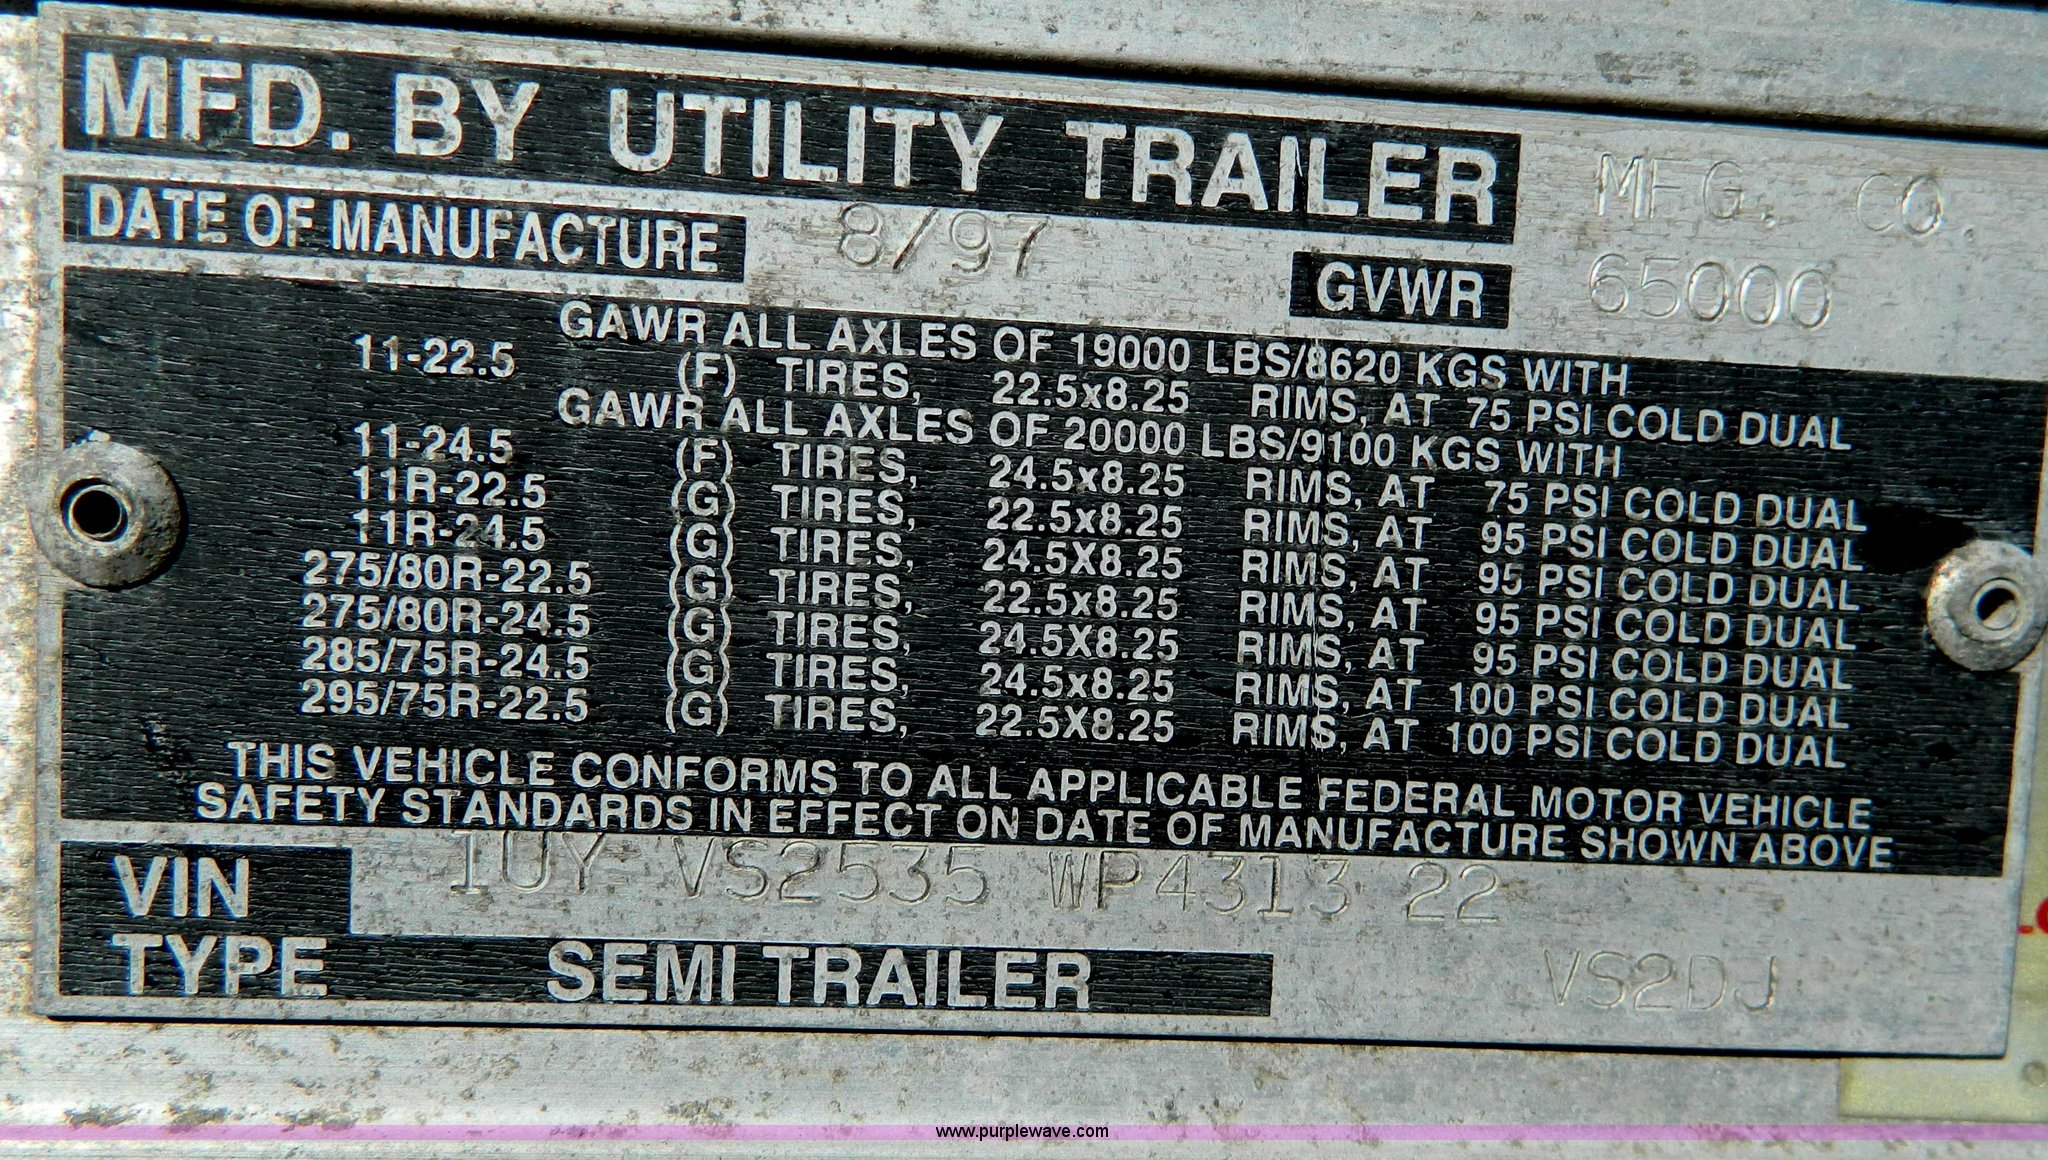 MFD. BY UTILITY TRAILER MFG. CO.
DATE OF MANUFACTURE 8/97 GVWR 65000
GAWR ALL AXLES OF 19000 LBS/8620 KGS WITH
11-22.5 (F) TIRES, 22.5x8.25 RIMS, AT 75 PSI COLD DUAL
GAWR ALL AXLES OF 20000 LBS/9100 KGS WITH
11-24.5 (F) TIRES, 24.5x8.25 RIMS, AT 75 PSI COLD DUAL
11R-22.5 (G) TIRES, 22.5x8.25 RIMS, AT 95 PSI COLD DUAL
11R-24.5 (G) TIRES, 24.5X8.25 RIMS, AT 95 PSI COLD DUAL
275/80R-22.5 (G) TIRES, 22.5x8.25 RIMS, AT 95 PSI COLD DUAL
275/80R-24.5 (G) TIRES, 24.5X8.25 RIMS, AT 95 PSI COLD DUAL
285/75R-24.5 (G) TIRES, 24.5x8.25 RIMS, AT 100 PSI COLD DUAL
295/75R-22.5 (G) TIRES, 22.5X8.25 RIMS, AT 100 PSI COLD DUAL
THIS VEHICLE CONFORMS TO ALL APPLICABLE FEDERAL MOTOR VEHICLE
SAFETY STANDARDS IN EFFECT ON DATE OF MANUFACTURE SHOWN ABOVE
VIN 1UY VS2535 WP4313 22
TYPE SEMI TRAILER VS2DJ
www.purplewave.com